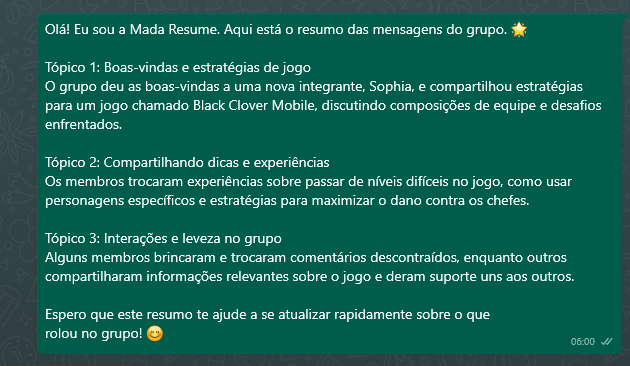 Olá! Eu sou a Mada Resume. Aqui está o resumo das mensagens do grupo. 🌟
Tópico 1: Boas-vindas e estratégias de jogo
O grupo deu as boas-vindas a uma nova integrante, Sophia, e compartilhou estratégias
para um jogo chamado Black Clover Mobile, discutindo composições de equipe e desafios
enfrentados.
Tópico 2: Compartilhando dicas e experiências
Os membros trocaram experiências sobre passar de níveis difíceis no jogo, como usar
personagens específicos e estratégias para maximizar o dano contra os chefes.
Tópico 3: Interações e leveza no grupo
Alguns membros brincaram e trocaram comentários descontraídos, enquanto outros
compartilharam informações relevantes sobre o jogo e deram suporte uns aos outros.
Espero que este resumo te ajude a se atualizar rapidamente sobre o que
rolou no grupo! 😊
06:00